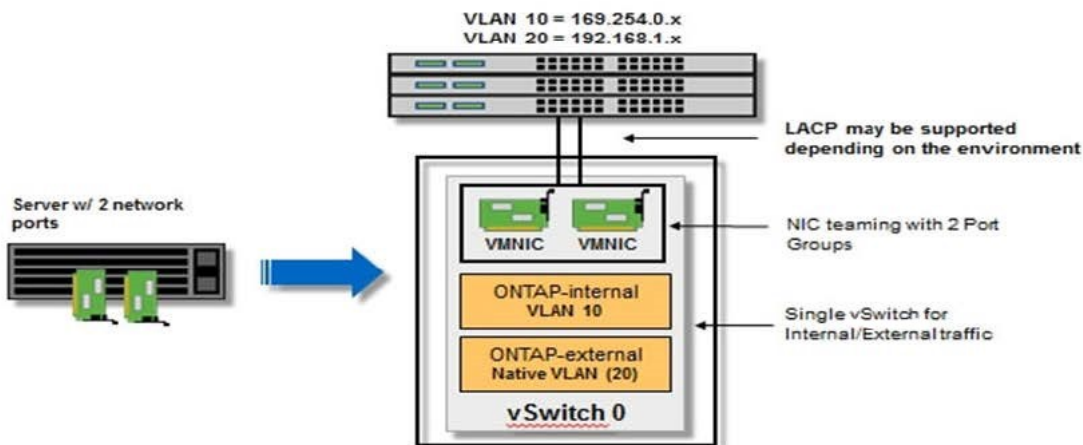 VLAN 10 = 169.254.0.x
VLAN 20 = 192.168.1.x
LACP may be supported
depending on the environment
Server w/ 2 network
ports
VMNIC
VMNIC
NIC teaming with 2 Port
Groups
ONTAP-internal
VLAN 10
Single vSwitch for
Internal/External traffic
ONTAP-external
Native VLAN (20)
vSwitch 0